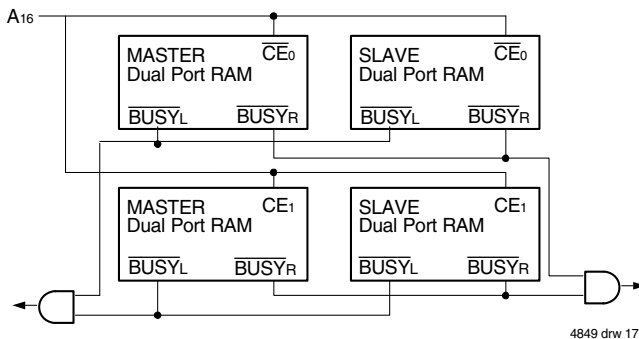 A16
MASTER CE0
Dual Port RAM
BUSYL BUSYR
SLAVE CE0
Dual Port RAM
BUSYL BUSYR
MASTER CE1
Dual Port RAM
BUSYL BUSYR
SLAVE CE1
Dual Port RAM
BUSYL BUSYR
4849 drw 17